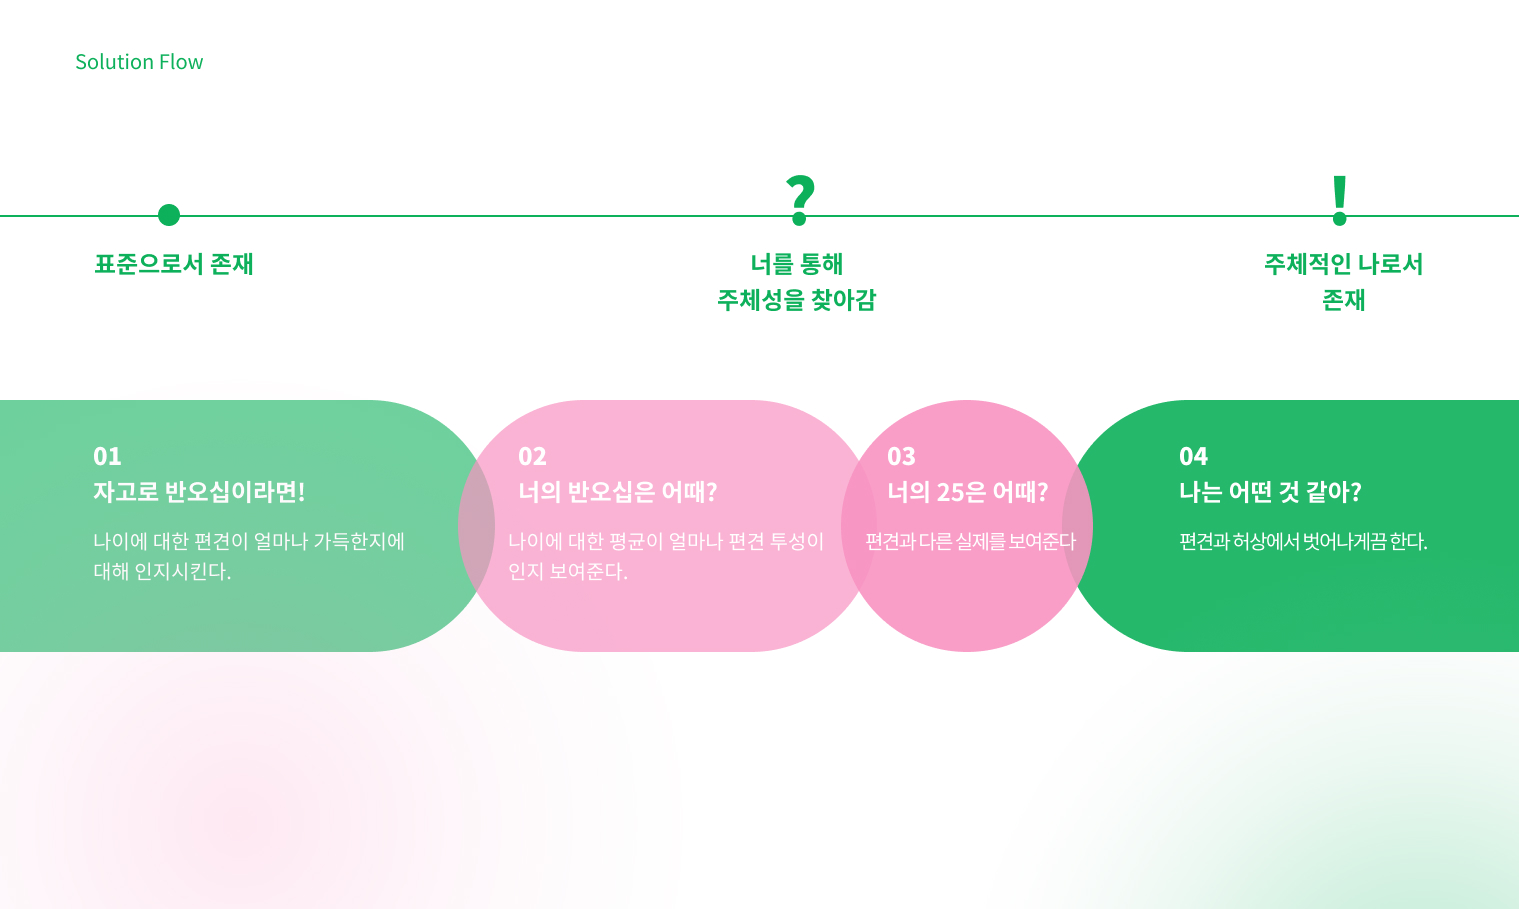 Solution Flow
?
!
표준으로서 존재
너를 통해
주체성을 찾아감
주체적인 나로서
존재
01
자고로 반오십이라면!
나이에 대한 편견이 얼마나 가득한지에
대해 인지시킨다.
02
너의 반오십은 어때?
나이에 대한 평균이 얼마나 편견 투성이
인지 보여준다.
03
너의 25은 어때?
편견과 다른 실제를 보여준다
04
나는 어떤 것 같아?
편견과 허상에서 벗어나게끔 한다.